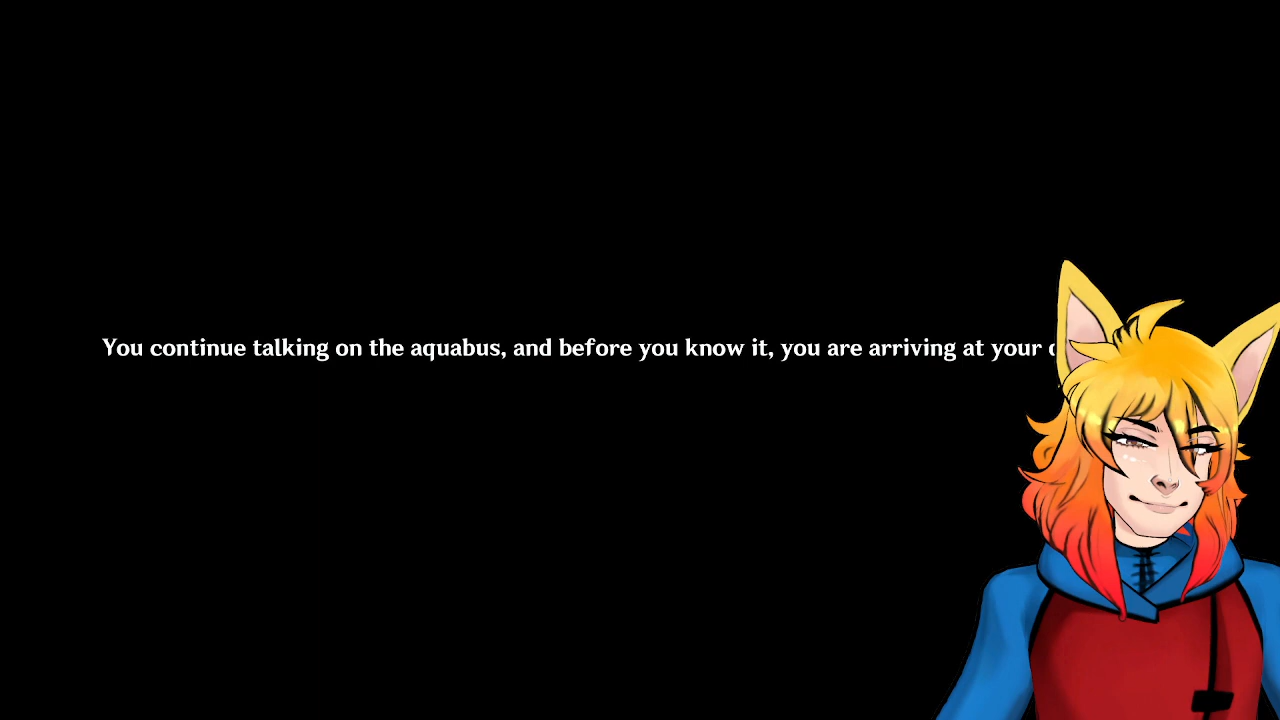 You continue talking on the aquabus, and before you know it, you are arriving at your